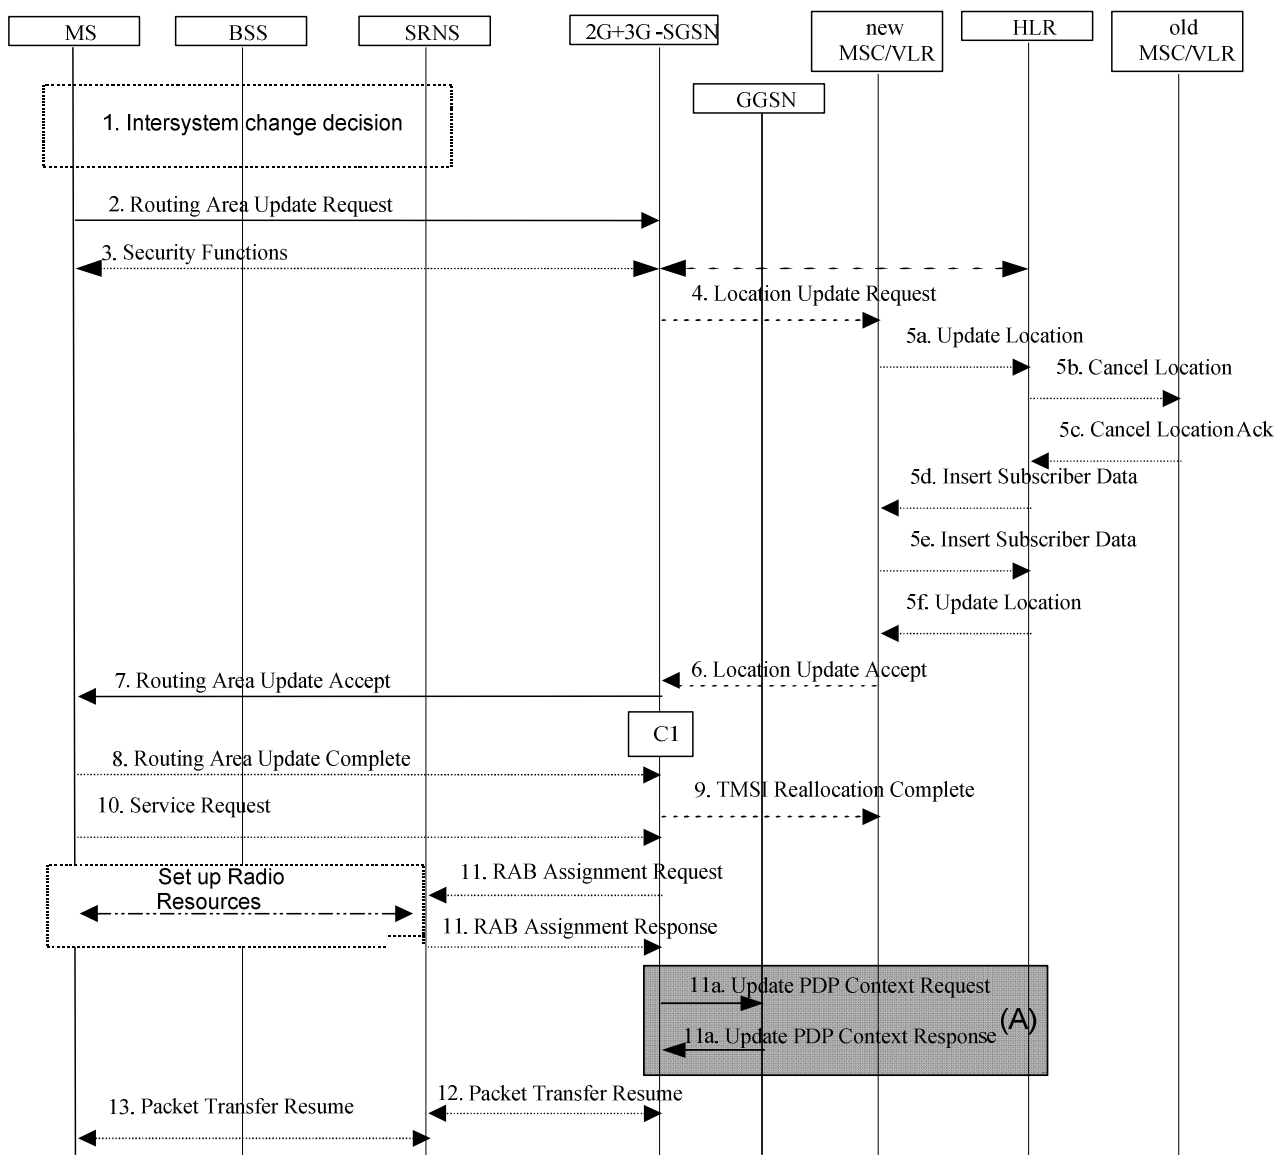 MS
BSS
SRNS
2G+3G -SGSN
new
MSC/VLR
HLR
old
MSC/VLR
GGSN
1. Intersystem change decision
2. Routing Area Update Request
3. Security Functions
4. Location Update Request
5a. Update Location
5b. Cancel Location
5c. Cancel Location Ack
5d. Insert Subscriber Data
5e. Insert Subscriber Data
5f. Update Location
6. Location Update Accept
7. Routing Area Update Accept
C1
8. Routing Area Update Complete
9. TMSI Reallocation Complete
10. Service Request
11. RAB Assignment Request
Set up Radio
Resources
11. RAB Assignment Response
11a. Update PDP Context Request
(A)
11a. Update PDP Context Response
12. Packet Transfer Resume
13. Packet Transfer Resume